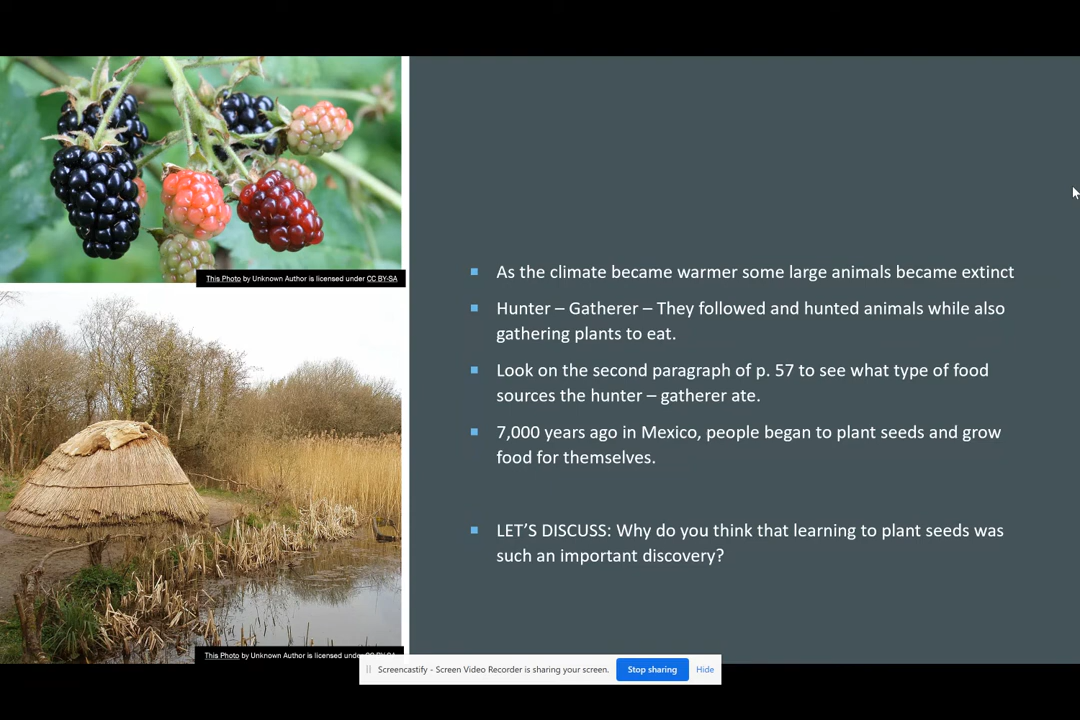 This Photo by Unknown Author is licensed under CC BY-SA
As the climate became warmer some large animals became extinct
Hunter – Gatherer – They followed and hunted animals while also
gathering plants to eat.
Look on the second paragraph of p. 57 to see what type of food
sources the hunter – gatherer ate.
7,000 years ago in Mexico, people began to plant seeds and grow
food for themselves.
LET'S DISCUSS: Why do you think that learning to plant seeds was
such an important discovery?
This Photo by Unknown Author is licensed under
Screencastify - Screen Video Recorder is sharing your screen.
Stop sharing
Hide